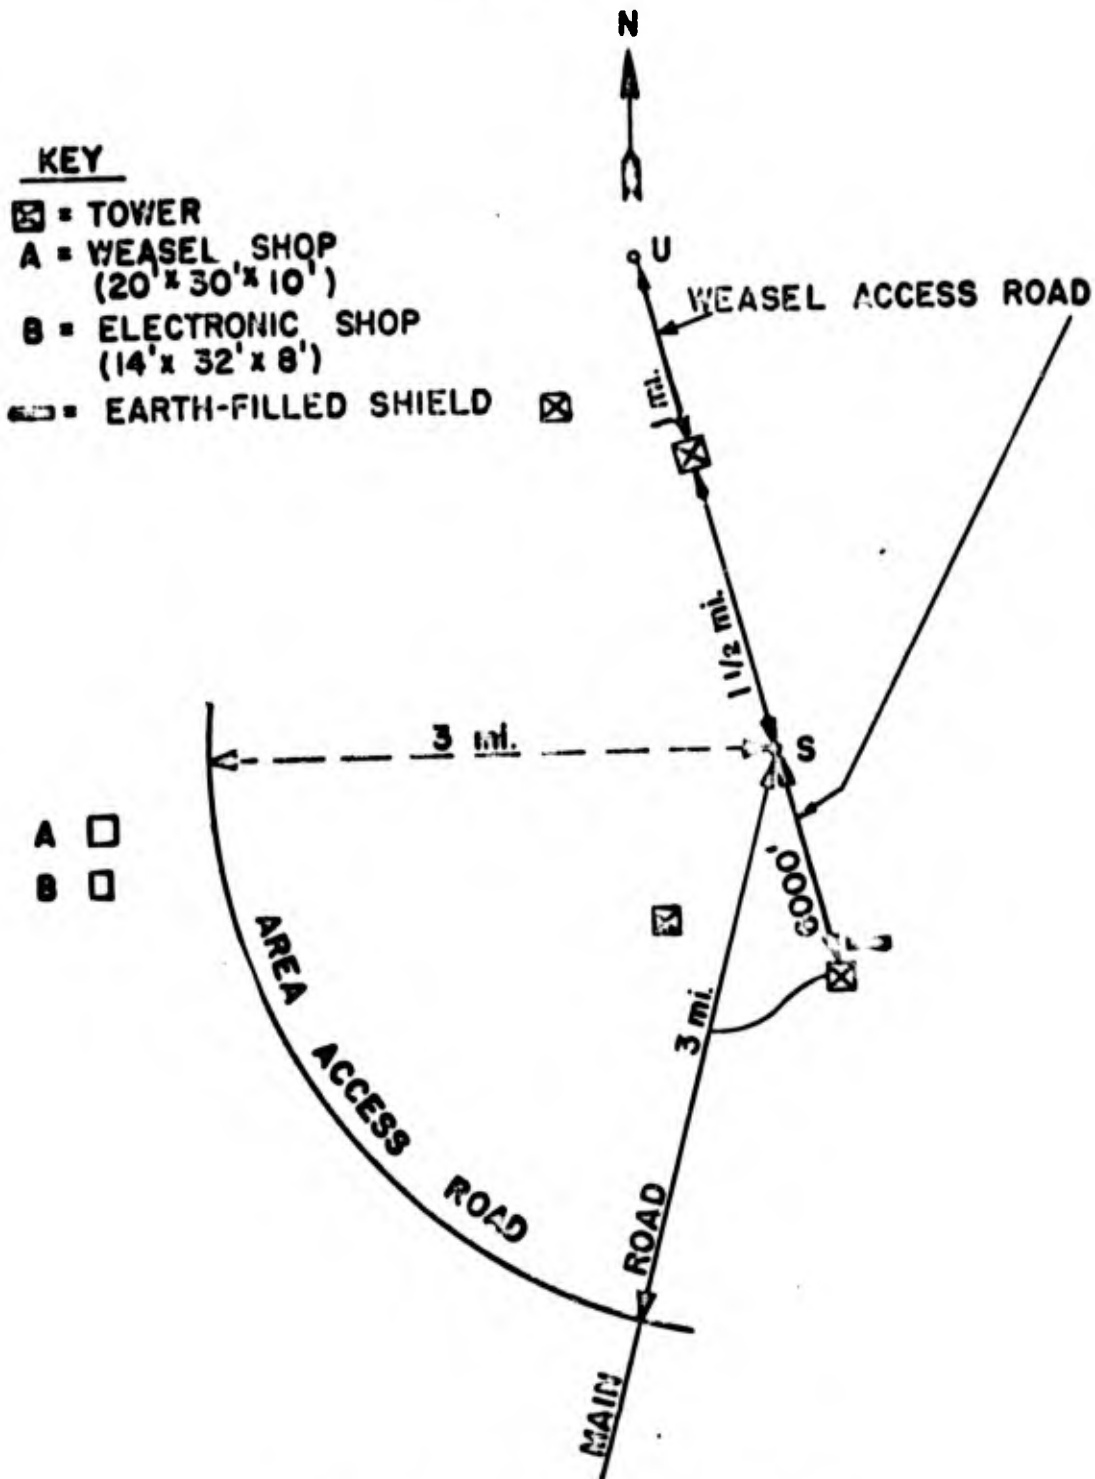 N
KEY
= TOWER
A = WEASEL SHOP
(20' x 30' x 10')
B = ELECTRONIC SHOP
(14' x 32' x 8')
= EARTH-FILLED SHIELD
U
WEASEL ACCESS ROAD
1 mi.
1 1/2 mi.
3 mi.
S
A
B
6000'
3 mi.
AREA ACCESS ROAD
MAIN ROAD